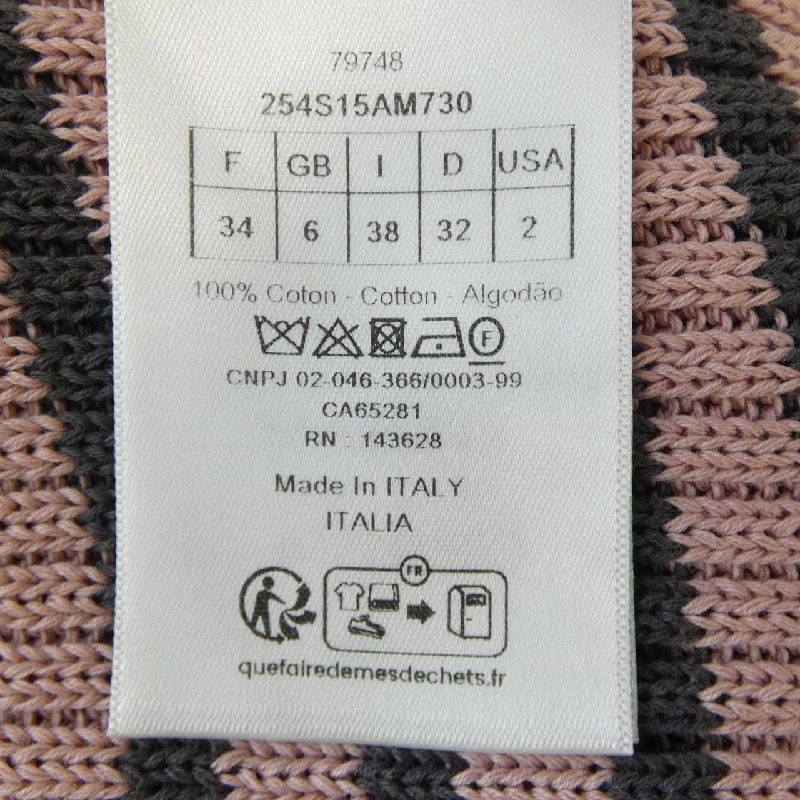 79748
254S15AM730
F GB I D USA
34 6 38 32 2
100% Coton - Cotton - Algodão
F
CNPJ 02-046-366/0003-99
CA65281
RN : 143628
Made In ITALY
ITALIA
FR
quefairedemesdechets.fr